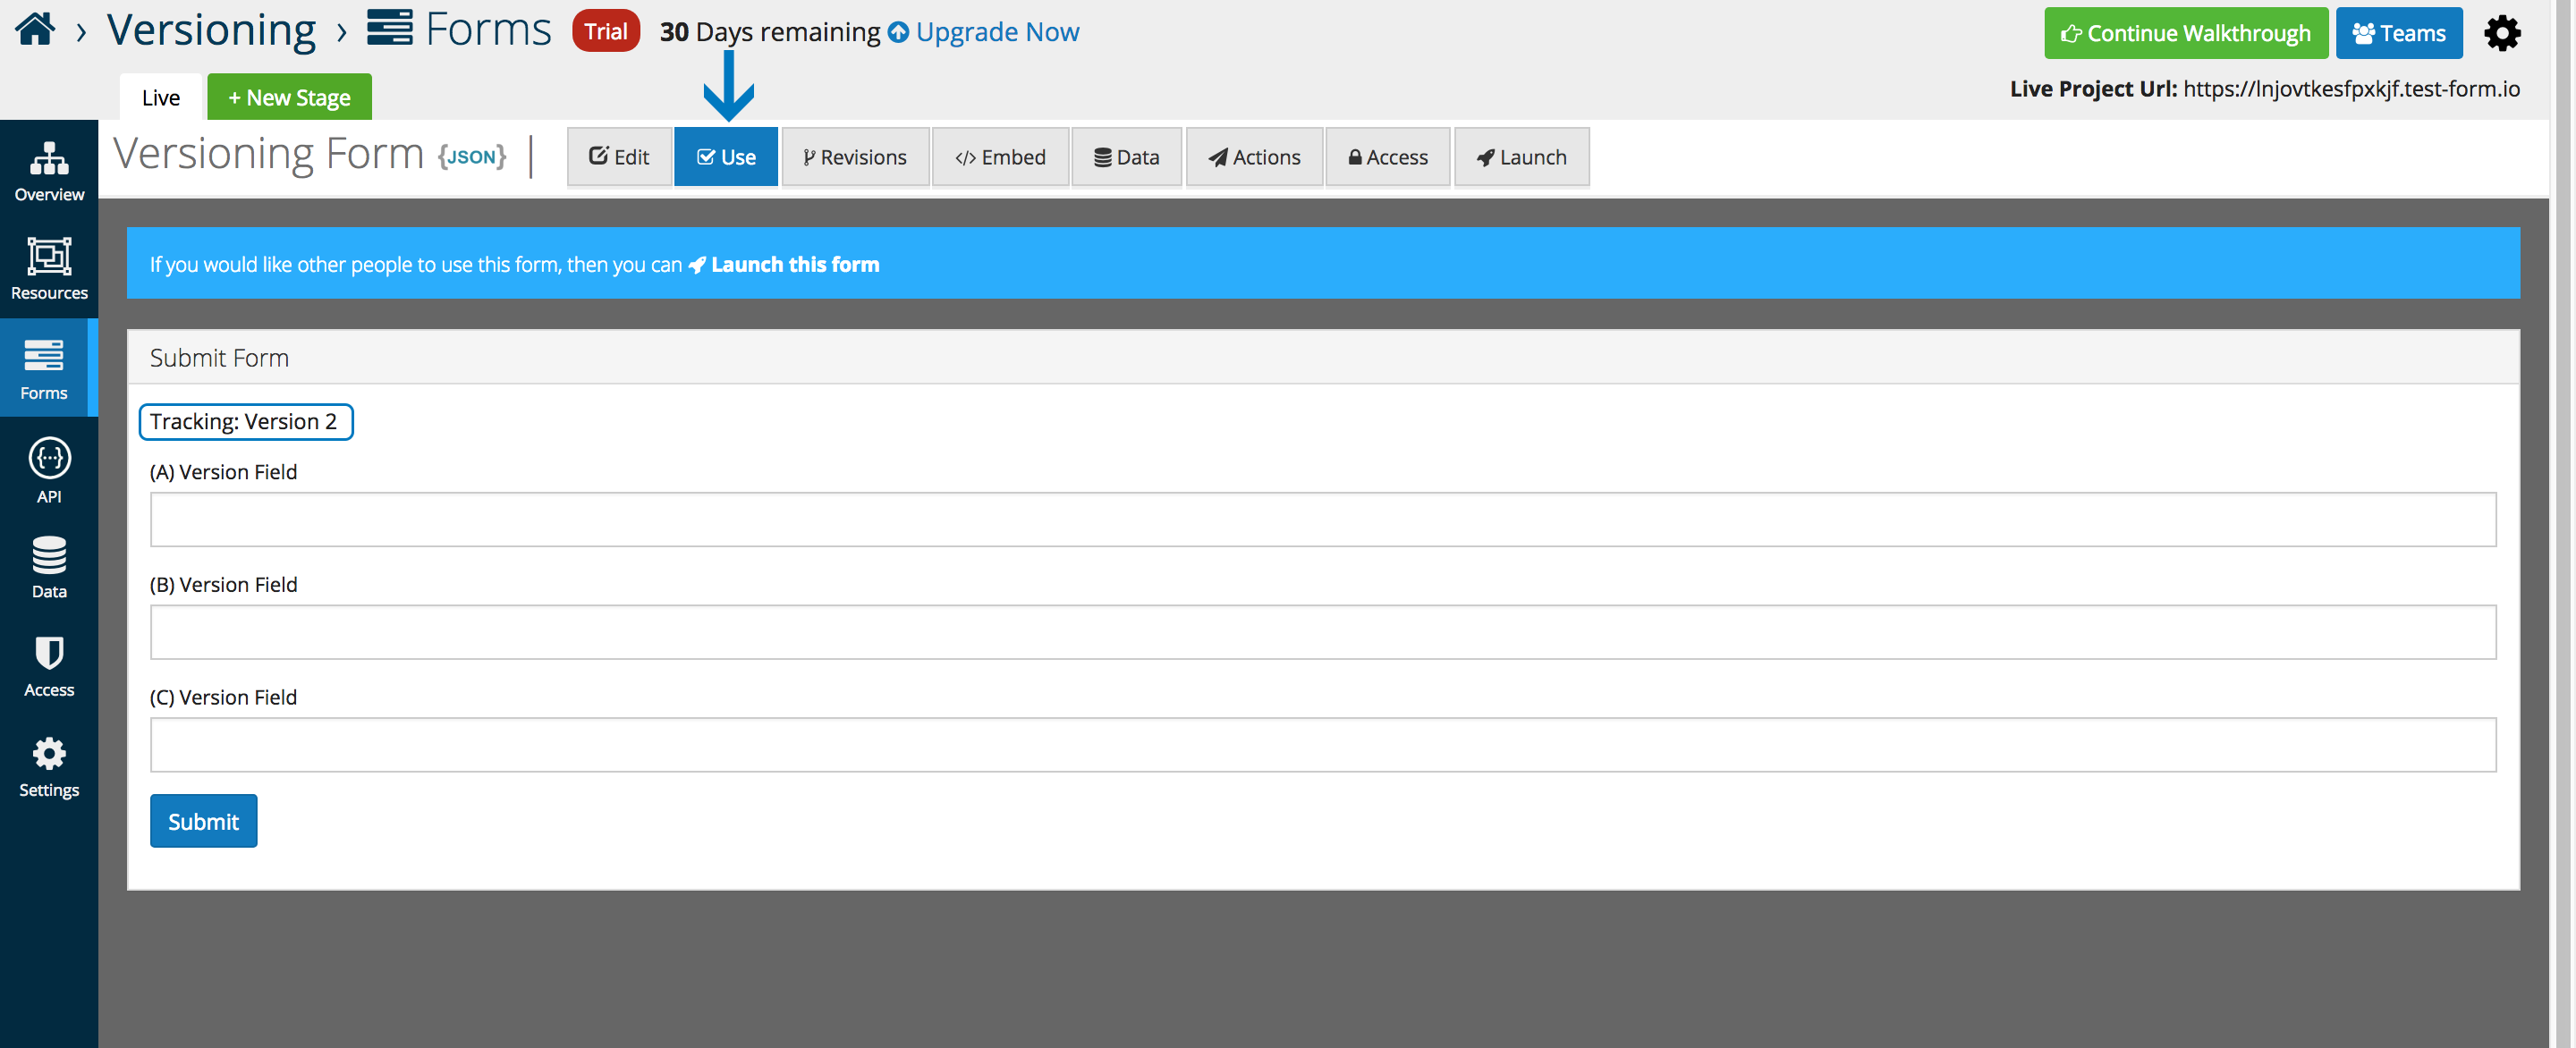 Versioning › Forms Trial 30 Days remaining Upgrade Now
Continue Walkthrough Teams
Live + New Stage
Live Project Url: https://lnjovtkesfpxkjf.test-form.io
Versioning Form {JSON} |
Edit Use Revisions </> Embed Data Actions Access Launch
Overview
Resources
Forms
API
Data
Access
Settings
If you would like other people to use this form, then you can Launch this form
Submit Form
Tracking: Version 2
(A) Version Field
(B) Version Field
(C) Version Field
Submit